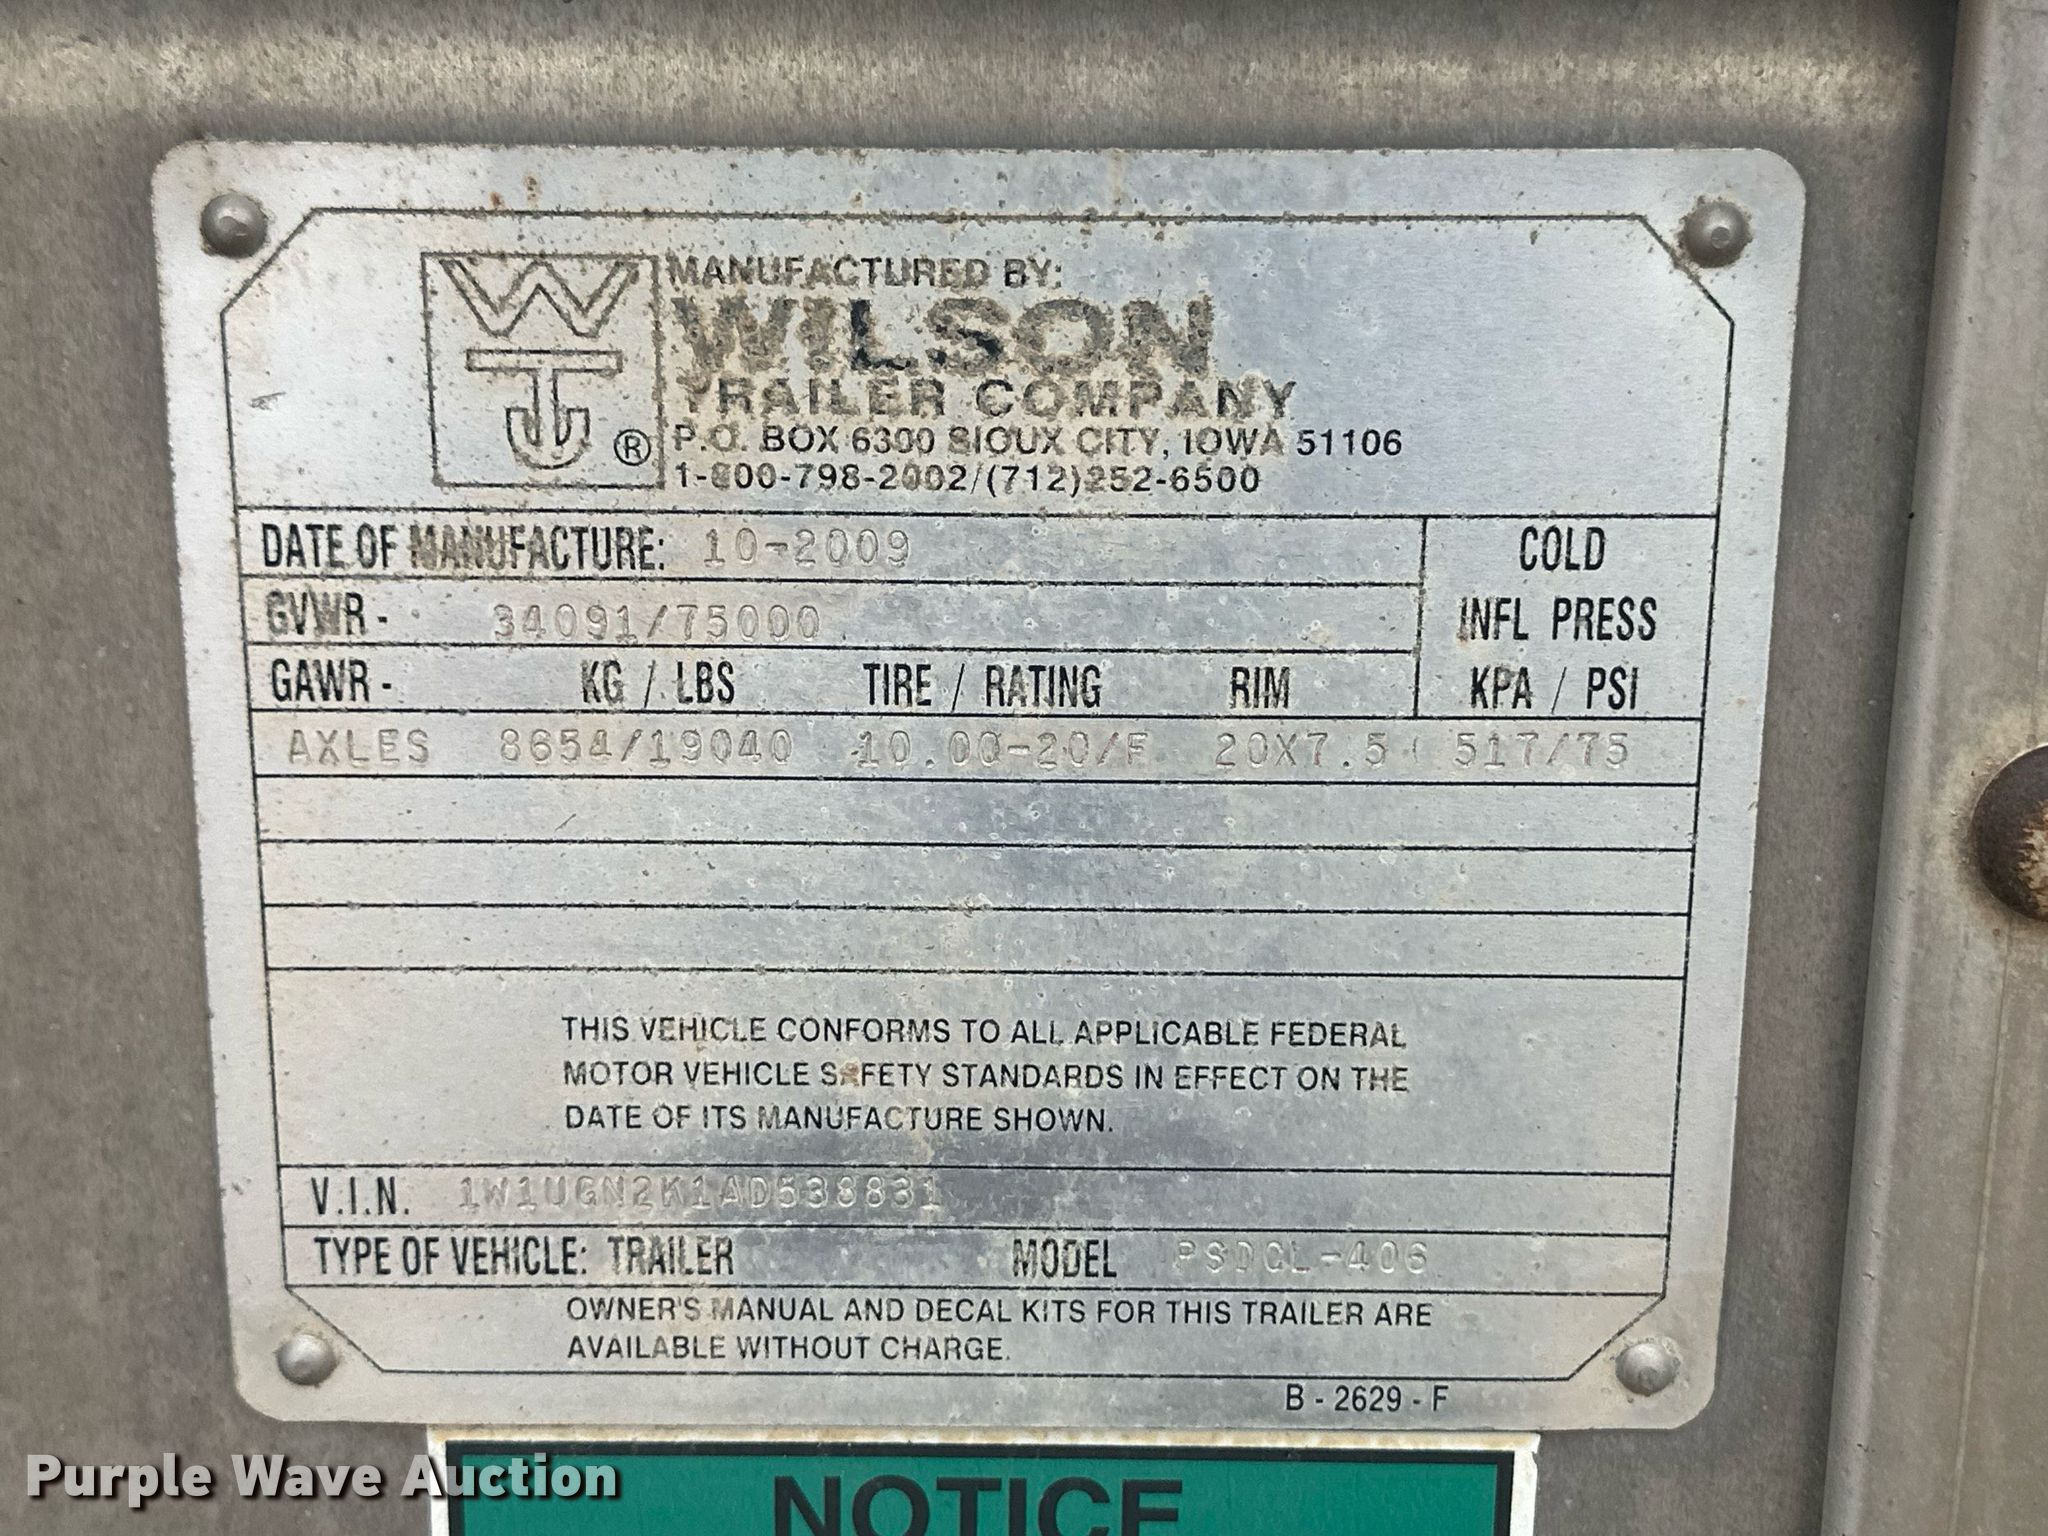 WTJ ®
MANUFACTURED BY:
WILSON
TRAILER COMPANY
P.O. BOX 6300 SIOUX CITY, IOWA 51106
1-800-798-2002/(712)252-6500
DATE OF MANUFACTURE: 10-2009
COLD
GVWR - 34091/75000
INFL PRESS
GAWR - KG / LBS TIRE / RATING RIM KPA / PSI
AXLES 8654/19040 10.00-20/F 20X7.5 517/75
THIS VEHICLE CONFORMS TO ALL APPLICABLE FEDERAL
MOTOR VEHICLE SAFETY STANDARDS IN EFFECT ON THE
DATE OF ITS MANUFACTURE SHOWN.
V.I.N. 1W1UGN2K1AD538831
TYPE OF VEHICLE: TRAILER MODEL PSDCL-406
OWNER'S MANUAL AND DECAL KITS FOR THIS TRAILER ARE
AVAILABLE WITHOUT CHARGE.
B - 2629 - F
NOTICE
Purple Wave Auction